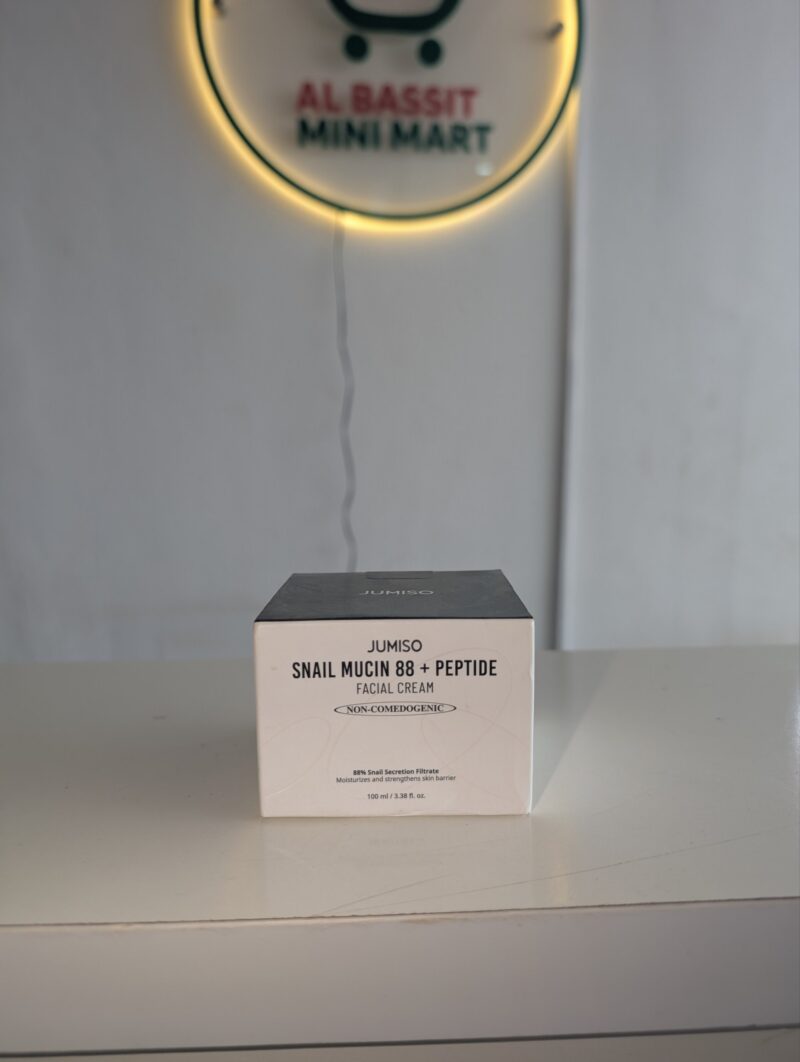 AL BASSIT
MINI MART
JUMISO
JUMISO
SNAIL MUCIN 88 + PEPTIDE
FACIAL CREAM
NON-COMEDOGENIC
88% Snail Secretion Filtrate
Moisturizes and strengthens skin barrier
100 ml / 3.38 fl. oz.